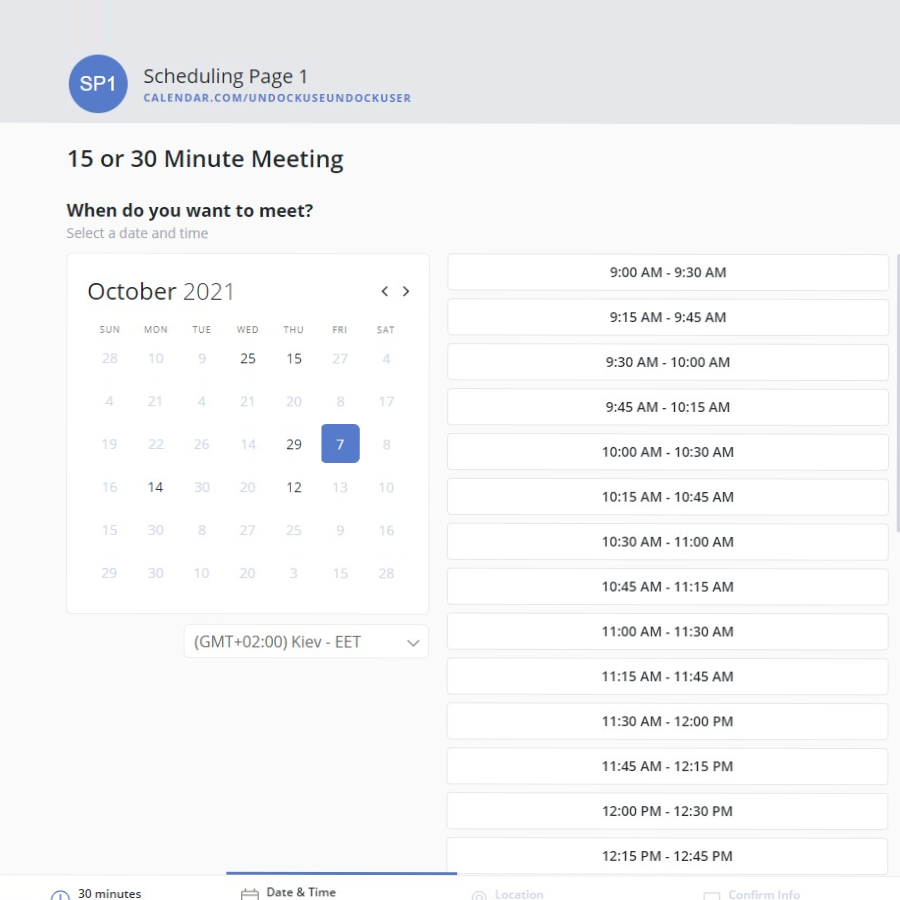 SP1
Scheduling Page 1
CALENDAR.COM/UNDOCKUSEUNDOCKUSER
15 or 30 Minute Meeting
When do you want to meet?
Select a date and time
October 2021
SUN MON TUE WED THU FRI SAT
28 10 9 25 15 27 4
4 21 4 21 20 8 17
19 22 26 14 29 7 8
16 14 30 20 12 13 10
15 30 8 27 25 9 16
29 30 10 20 3 15 28
(GMT+02:00) Kiev - EET
9:00 AM - 9:30 AM
9:15 AM - 9:45 AM
9:30 AM - 10:00 AM
9:45 AM - 10:15 AM
10:00 AM - 10:30 AM
10:15 AM - 10:45 AM
10:30 AM - 11:00 AM
10:45 AM - 11:15 AM
11:00 AM - 11:30 AM
11:15 AM - 11:45 AM
11:30 AM - 12:00 PM
11:45 AM - 12:15 PM
12:00 PM - 12:30 PM
12:15 PM - 12:45 PM
30 minutes
Date & Time
Location
Confirm Info